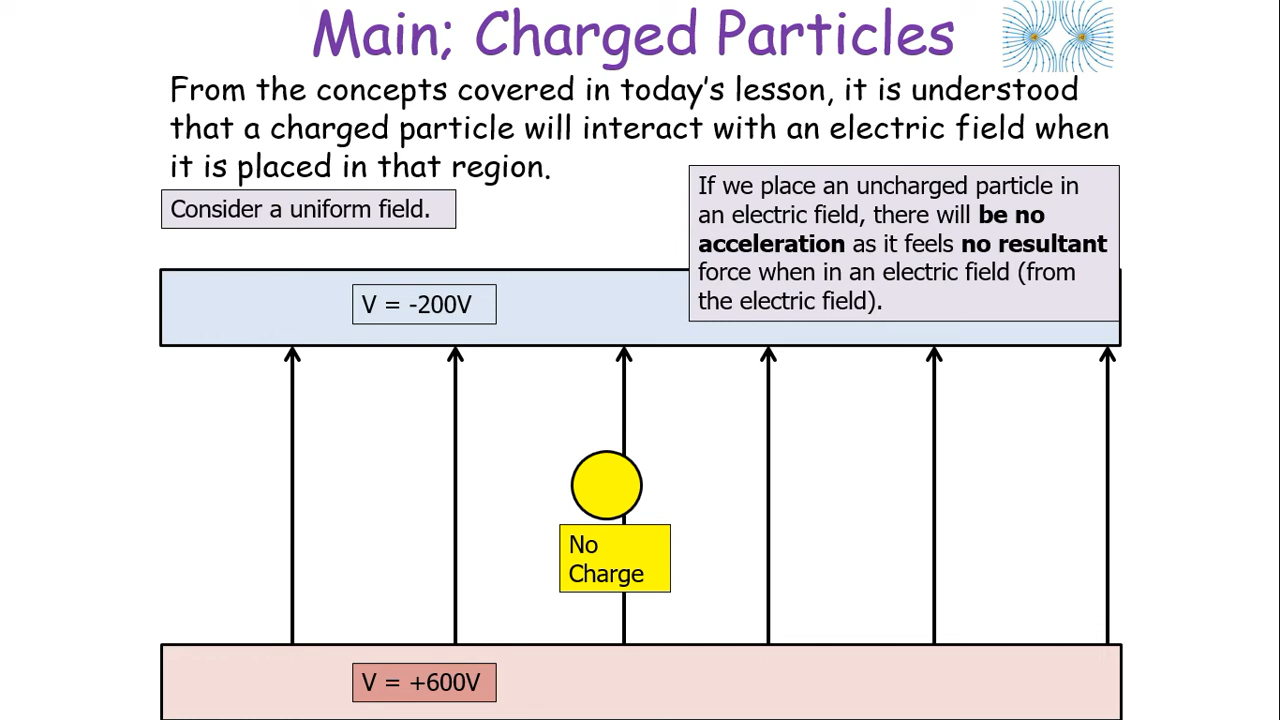 Main; Charged Particles
From the concepts covered in today's lesson, it is understood
that a charged particle will interact with an electric field when
it is placed in that region.
Consider a uniform field.
If we place an uncharged particle in
an electric field, there will be no
acceleration as it feels no resultant
force when in an electric field (from
the electric field).
V = -200V
No
Charge
V = +600V